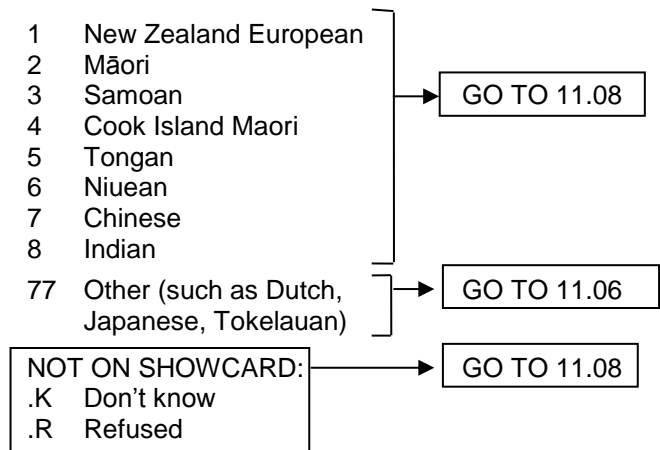 1 New Zealand European
2 Māori
3 Samoan
4 Cook Island Maori
5 Tongan
6 Niuean
7 Chinese
8 Indian
GO TO 11.08
77 Other (such as Dutch,
Japanese, Tokelauan)
GO TO 11.06
NOT ON SHOWCARD:
.K Don't know
.R Refused
GO TO 11.08